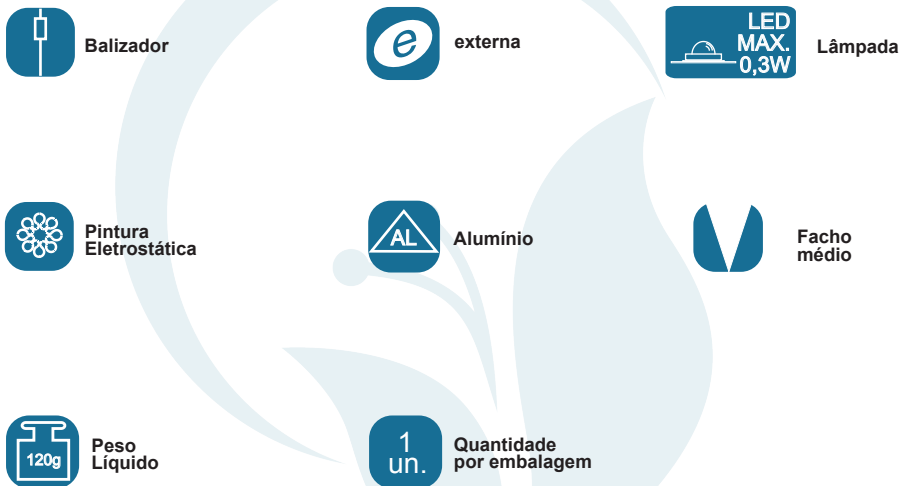 Balizador
e
externa
LED
MAX.
0,3W
Lâmpada
Pintura
Eletrostática
AL
Alumínio
Facho
médio
120g
Peso
Líquido
1
un.
Quantidade
por embalagem